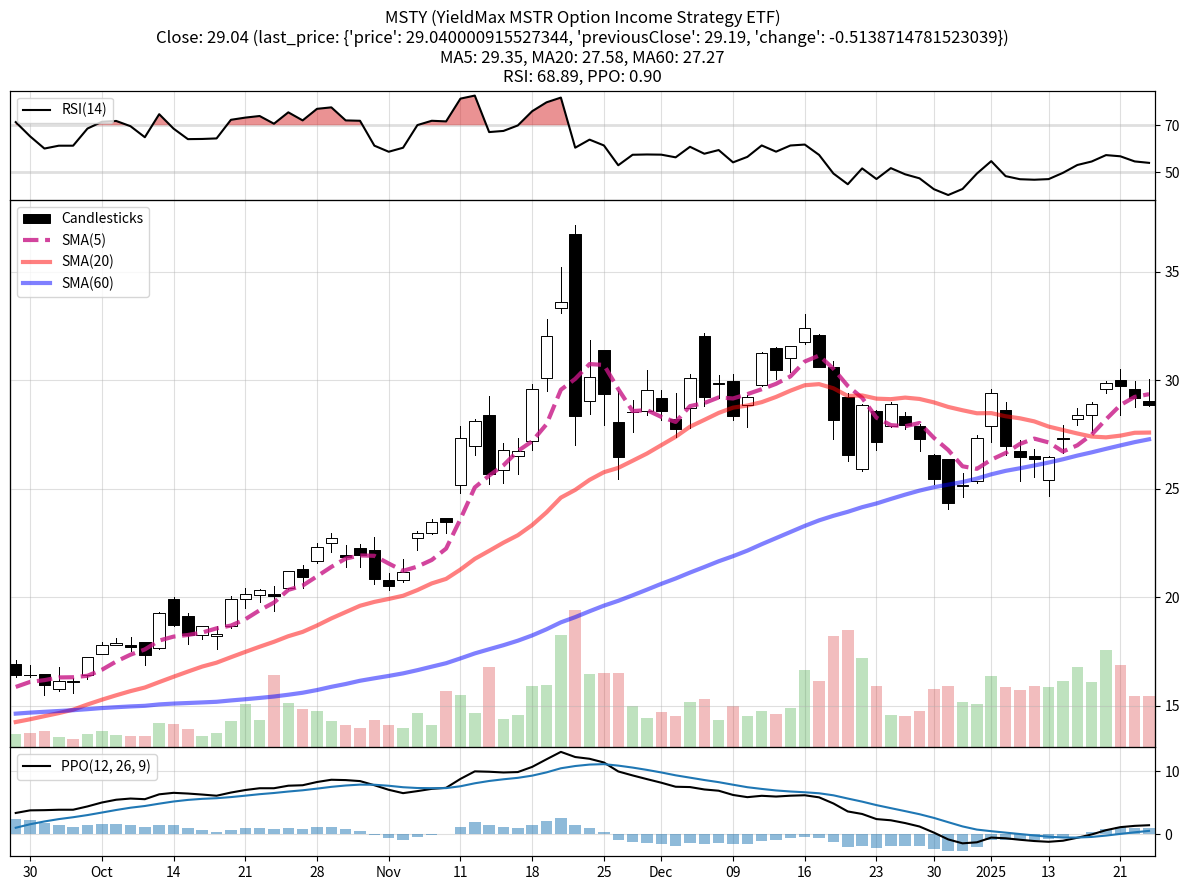 MSTY (YieldMax MSTR Option Income Strategy ETF)
Close: 29.04 (last_price: {'price': 29.040000915527344, 'previousClose': 29.19, 'change': -0.5138714781523039})
MA5: 29.35, MA20: 27.58, MA60: 27.27
RSI: 68.89, PPO: 0.90
RSI(14)
70
50
Candlesticks
SMA(5)
SMA(20)
SMA(60)
35
30
25
20
15
PPO(12, 26, 9)
10
0
30 Oct 14 21 28 Nov 11 18 25 Dec 09 16 23 30 2025 13 21